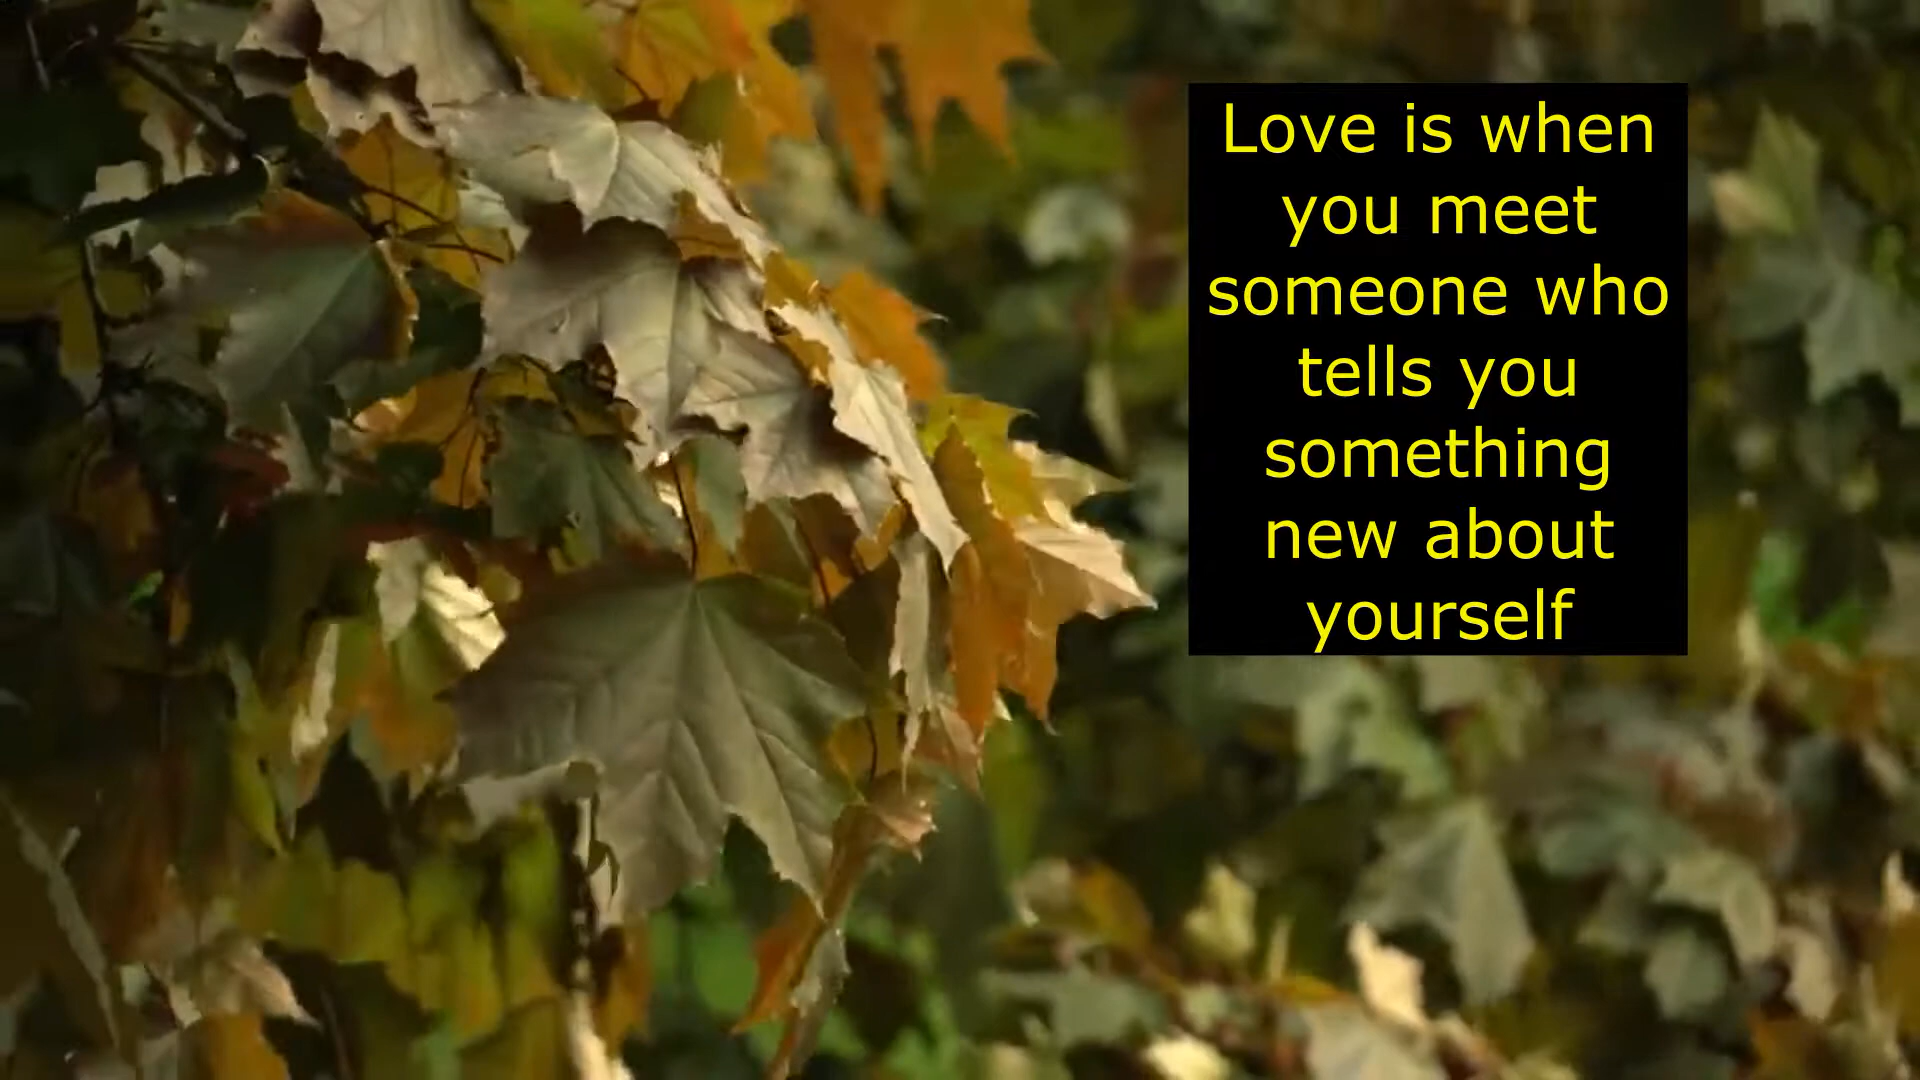 Love is when
you meet
someone who
tells you
something
new about
yourself